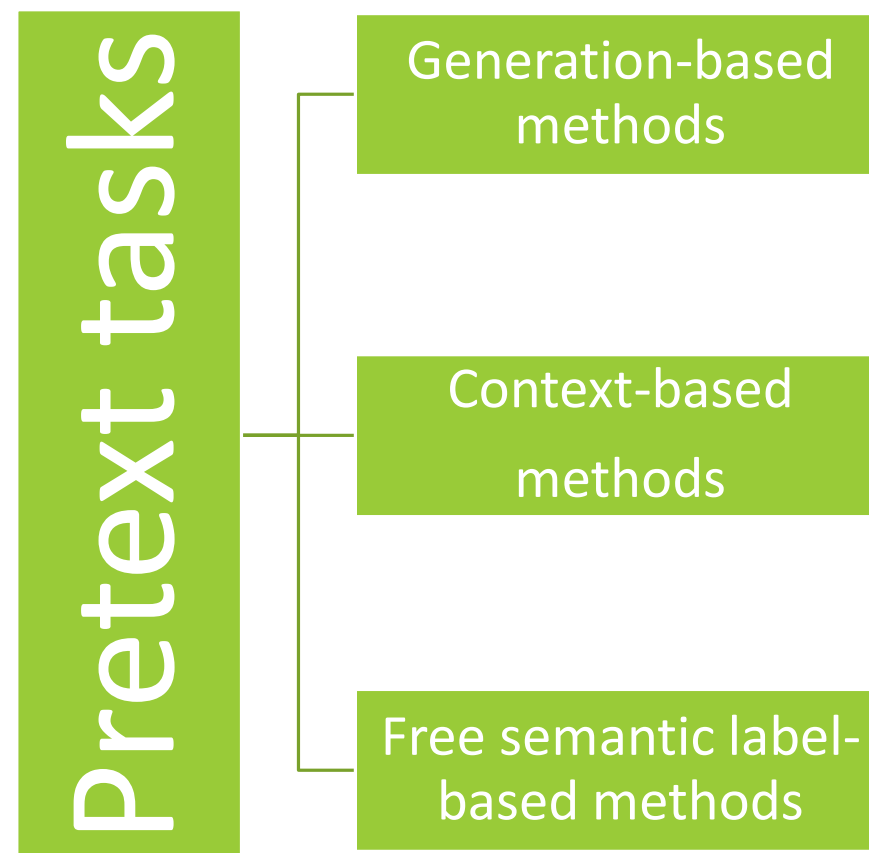 Pretext tasks
Generation-based
methods
Context-based
methods
Free semantic label-
based methods